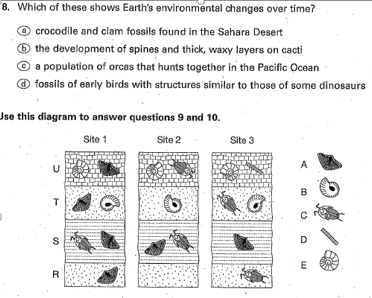 8. Which of these shows Earth's environmental changes over time?
ⓐ crocodile and clam fossils found in the Sahara Desert
ⓑ the development of spines and thick, waxy layers on cacti
ⓒ a population of orcas that hunts together in the Pacific Ocean
ⓓ fossils of early birds with structures similar to those of some dinosaurs
Jse this diagram to answer questions 9 and 10.
Site 1 Site 2 Site 3
U A
B
T
C
S D
E
R